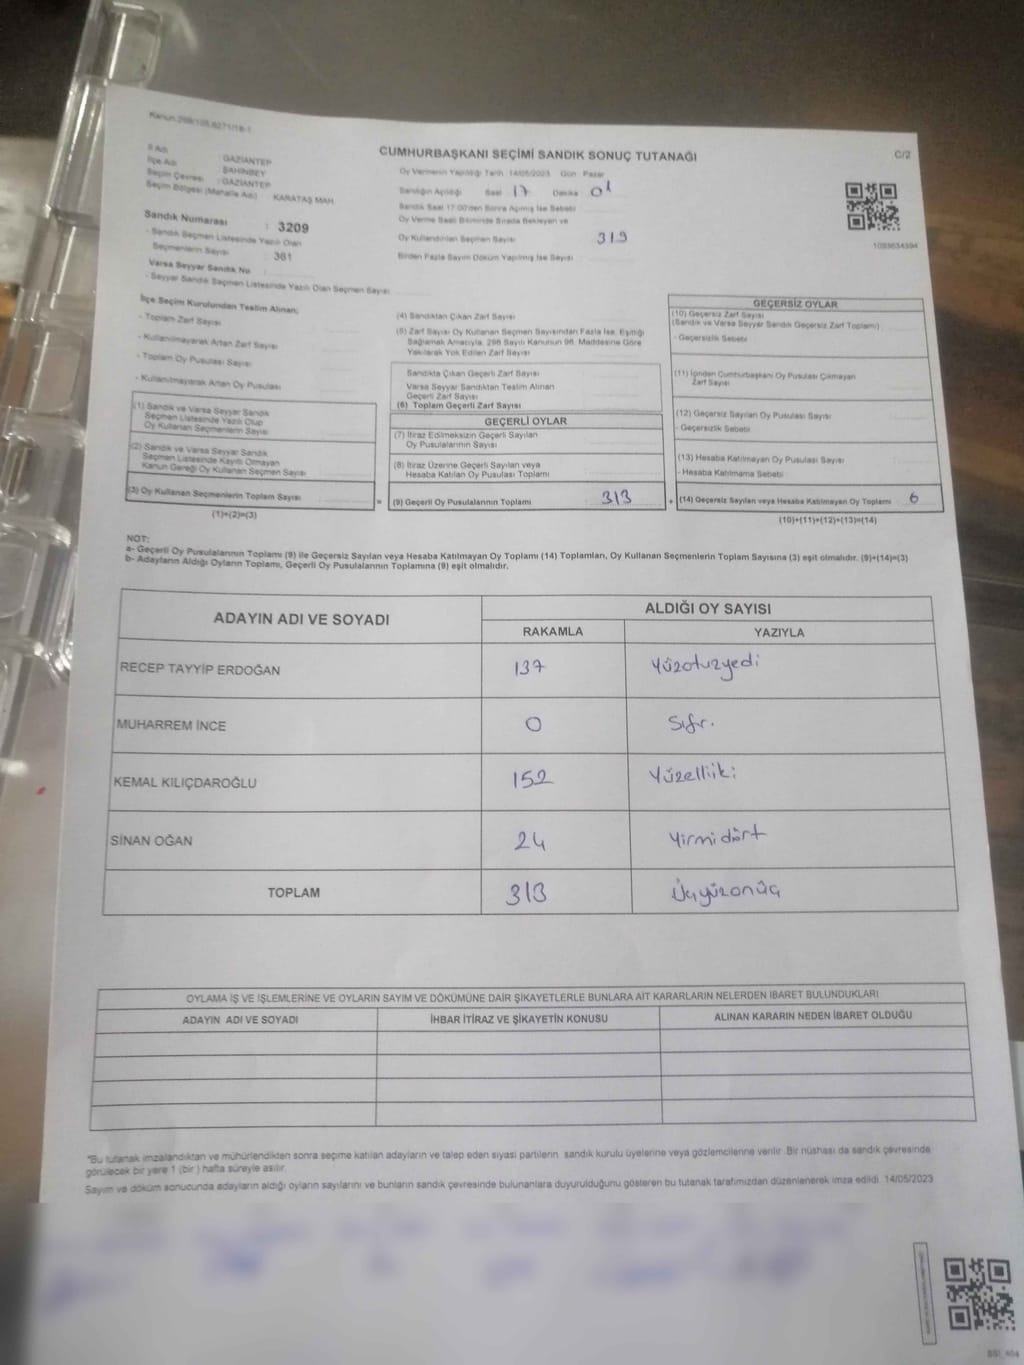 Kanun:298/105,6271/18-1
CUMHURBAŞKANI SEÇİMİ SANDIK SONUÇ TUTANAĞI
C/2
İl Adı : GAZİANTEP
İlçe Adı : ŞAHİNBEY
Seçim Çevresi : GAZİANTEP
Seçim Bölgesi (Mahalle Adı) : KARATAŞ MAH.
Sandık Numarası : 3209
- Sandık Seçmen Listesinde Yazılı Olan
Seçmenlerin Sayısı : 361
Varsa Seyyar Sandık No
- Seyyar Sandık Seçmen Listesinde Yazılı Olan Seçmen Sayısı
Oy Vermenin Yapıldığı Tarih 14/05/2023 Gün Pazar
Sandığın Açıldığı Saat 17 Dakika 01
Sandık Saat 17:00'den Sonra Açılmış İse Sebebi
Oy Verme Saati Bitiminde Sırada Bekleyen ve
Oy Kullandırılan Seçmen Sayısı 319
Birden Fazla Sayım Döküm Yapılmış İse Sayısı
1093634394
İlçe Seçim Kurulundan Teslim Alınan;
- Toplam Zarf Sayısı
- Kullanılmayarak Artan Zarf Sayısı
- Toplam Oy Pusulası Sayısı
- Kullanılmayarak Artan Oy Pusulası
(1) Sandık ve Varsa Seyyar Sandık
Seçmen Listesinde Yazılı Olup
Oy Kullanan Seçmenlerin Sayısı
(2) Sandık ve Varsa Seyyar Sandık
Seçmen Listesinde Kayıtlı Olmayan
Kanun Gereği Oy Kullanan Seçmen Sayısı
(3) Oy Kullanan Seçmenlerin Toplam Sayısı
(1)+(2)=(3)
(4) Sandıktan Çıkan Zarf Sayısı
(5) Zarf Sayısı Oy Kullanan Seçmen Sayısından Fazla İse, Eşitliği
Sağlamak Amacıyla, 298 Sayılı Kanunun 98. Maddesine Göre
Yakılarak Yok Edilen Zarf Sayısı
Sandıkta Çıkan Geçerli Zarf Sayısı
Varsa Seyyar Sandıktan Teslim Alınan
Geçerli Zarf Sayısı
(6) Toplam Geçerli Zarf Sayısı
GEÇERLİ OYLAR
(7) İtiraz Edilmeksizin Geçerli Sayılan
Oy Pusulalarının Sayısı
(8) İtiraz Üzerine Geçerli Sayılan veya
Hesaba Katılan Oy Pusulası Toplamı
= (9) Geçerli Oy Pusulalarının Toplamı 313
GEÇERSİZ OYLAR
(10) Geçersiz Zarf Sayısı
(Sandık ve Varsa Seyyar Sandık Geçersiz Zarf Toplamı)
- Geçersizlik Sebebi
(11) İçinden Cumhurbaşkanı Oy Pusulası Çıkmayan
Zarf Sayısı
(12) Geçersiz Sayılan Oy Pusulası Sayısı
- Geçersizlik Sebebi
(13) Hesaba Katılmayan Oy Pusulası Sayısı
- Hesaba Katılmama Sebebi
+ (14) Geçersiz Sayılan veya Hesaba Katılmayan Oy Toplamı 6
(10)+(11)+(12)+(13)=(14)
NOT:
a- Geçerli Oy Pusulalarının Toplamı (9) ile Geçersiz Sayılan veya Hesaba Katılmayan Oy Toplamı (14) Toplamları, Oy Kullanan Seçmenlerin Toplam Sayısına (3) eşit olmalıdır. (9)+(14)=(3)
b- Adayların Aldığı Oyların Toplamı, Geçerli Oy Pusulalarının Toplamına (9) eşit olmalıdır.
ADAYIN ADI VE SOYADI ALDIĞI OY SAYISI
RAKAMLA YAZIYLA
RECEP TAYYİP ERDOĞAN 137 Yüzotuzyedi
MUHARREM İNCE 0 Sıfır.
KEMAL KILIÇDAROĞLU 152 Yüzelliiki
SİNAN OĞAN 24 Yirmidört
TOPLAM 313 Üçyüzonüç
OYLAMA İŞ VE İŞLEMLERİNE VE OYLARIN SAYIM VE DÖKÜMÜNE DAİR ŞİKAYETLERLE BUNLARA AİT KARARLARIN NELERDEN İBARET BULUNDUKLARI
ADAYIN ADI VE SOYADI İHBAR İTİRAZ VE ŞİKAYETİN KONUSU ALINAN KARARIN NEDEN İBARET OLDUĞU
*Bu tutanak imzalandıktan ve mühürlendikten sonra seçime katılan adayların ve talep eden siyasi partilerin sandık kurulu üyelerine veya gözlemcilerine verilir. Bir nüshası da sandık çevresinde
görülecek bir yere 1 (bir) hafta süreyle asılır.
Sayım ve döküm sonucunda adayların aldığı oyların sayılarını ve bunların sandık çevresinde bulunanlara duyurulduğunu gösteren bu tutanak tarafımızdan düzenlenerek imza edildi. 14/05/2023